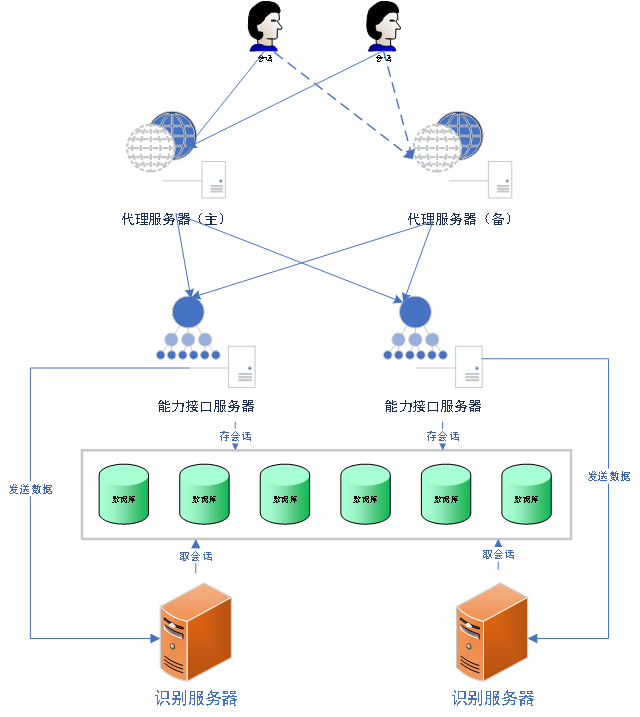 会话
会话
代理服务器（主）
代理服务器（备）
能力接口服务器
能力接口服务器
存会话
存会话
发送数据
发送数据
数据库
数据库
数据库
数据库
数据库
数据库
取会话
取会话
识别服务器
识别服务器